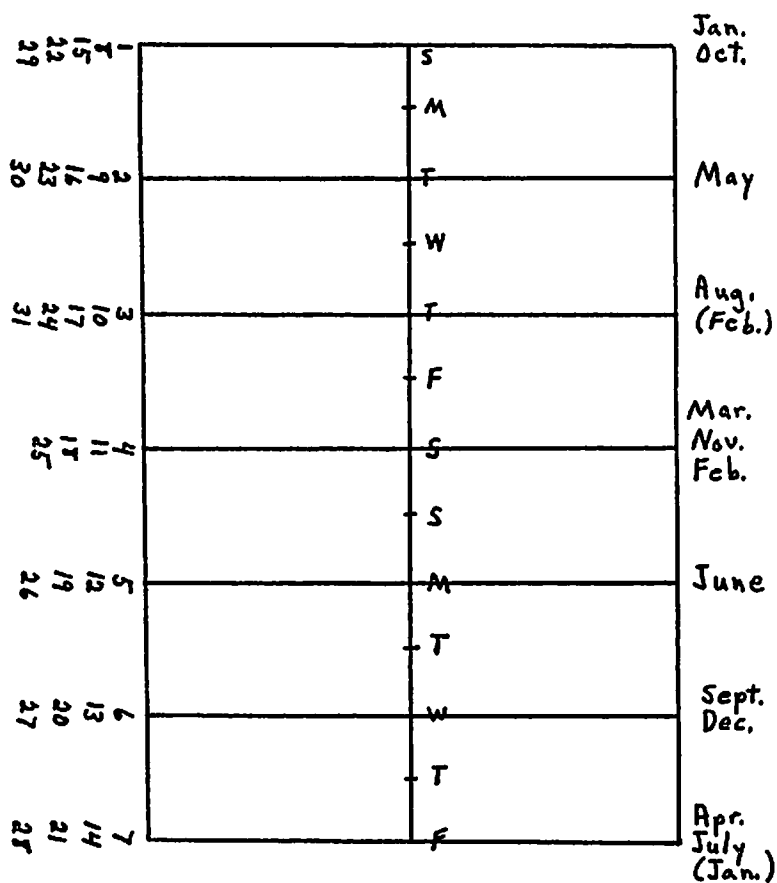 1 8 15 22 29
2 9 16 23 30
3 10 17 24 31
4 11 18 25
5 12 19 26
6 13 20 27
7 14 21 28
S
M
T
W
T
F
S
S
M
T
W
T
F
Jan.
Oct.
May
Aug.
(Feb.)
Mar.
Nov.
Feb.
June
Sept.
Dec.
Apr.
July
(Jan.)